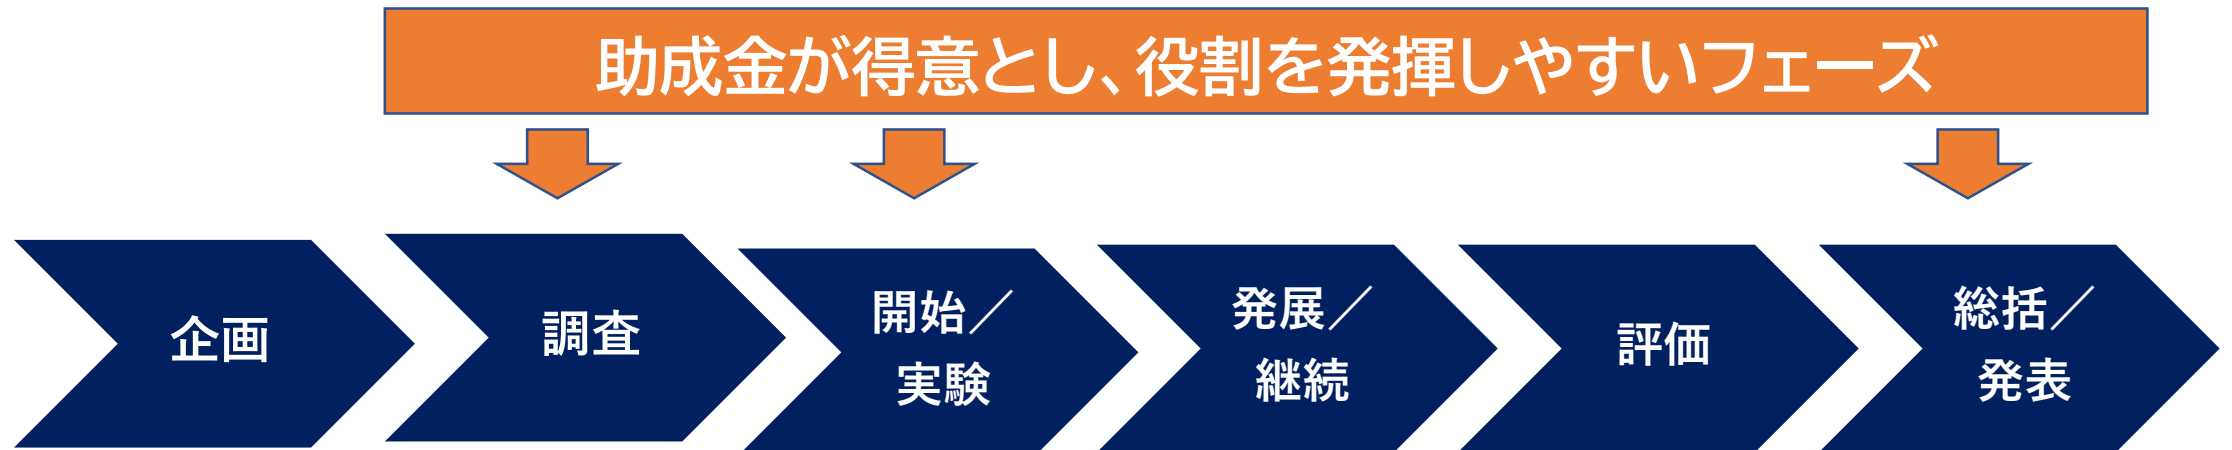 助成金が得意とし、役割を発揮しやすいフェーズ
企画
調査
開始／
実験
発展／
継続
評価
総括／
発表